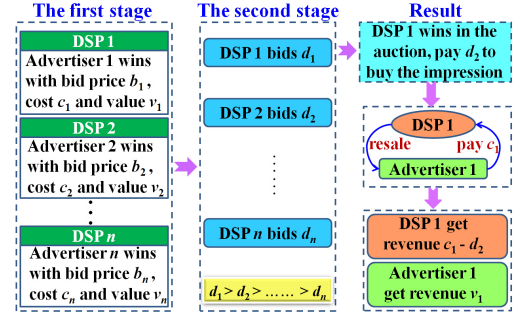 The first stage
DSP 1
Advertiser 1 wins
with bid price b1,
cost c1 and value v1
DSP 2
Advertiser 2 wins
with bid price b2,
cost c2 and value v2
DSP n
Advertiser n wins
with bid price bn,
cost cn and value vn
The second stage
DSP 1 bids d1
DSP 2 bids d2
DSP n bids dn
d1 > d2 > …… > dn
Result
DSP 1 wins in the
auction, pay d2 to
buy the impression
DSP 1
resale
pay c1
Advertiser 1
DSP 1 get
revenue c1 - d2
Advertiser 1
get revenue v1